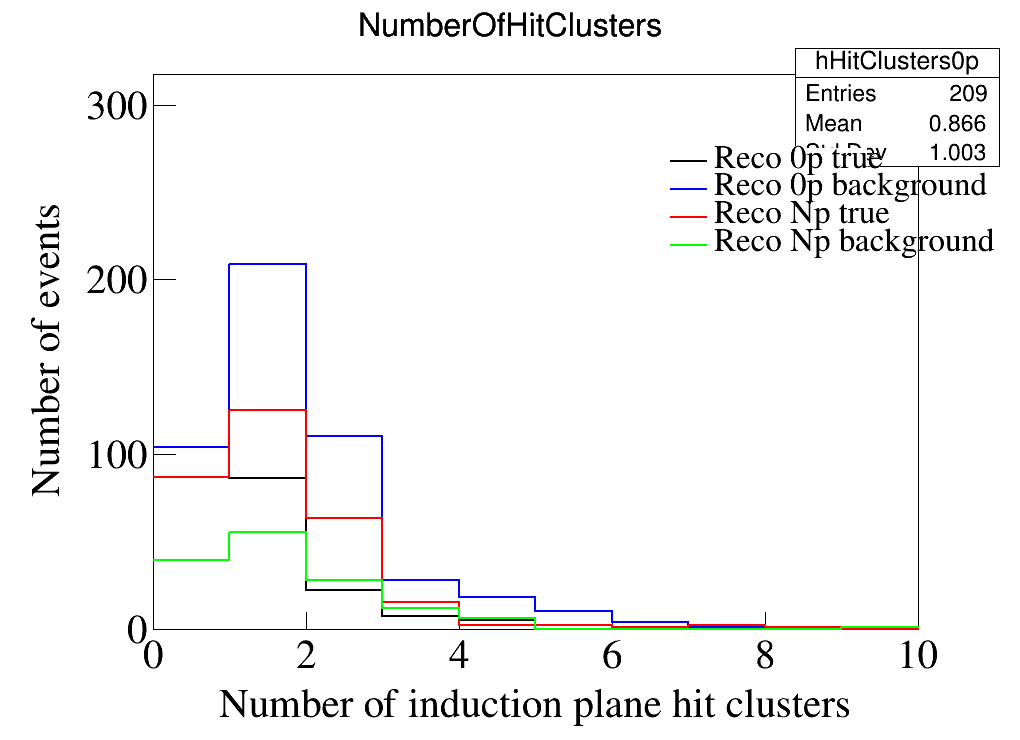 NumberOfHitClusters
hHitClusters0p
Entries 209
Mean 0.866
Std Dev 1.003
Reco 0p true
Reco 0p background
Reco Np true
Reco Np background
Number of events
300
200
100
0
0 2 4 6 8 10
Number of induction plane hit clusters